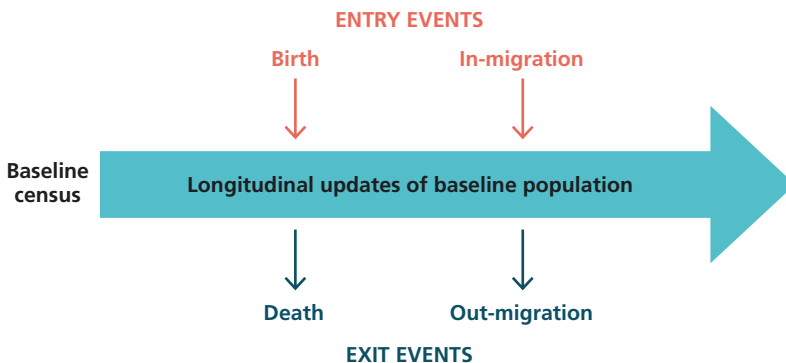 ENTRY EVENTS
Birth
In-migration
Baseline
census
Longitudinal updates of baseline population
Death
Out-migration
EXIT EVENTS